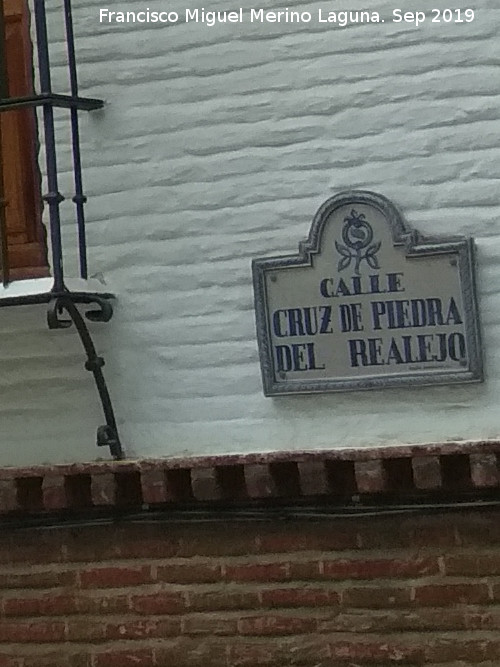 Francisco Miguel Merino Laguna. Sep 2019
CALLE
CRUZ DE PIEDRA
DEL REALEJO